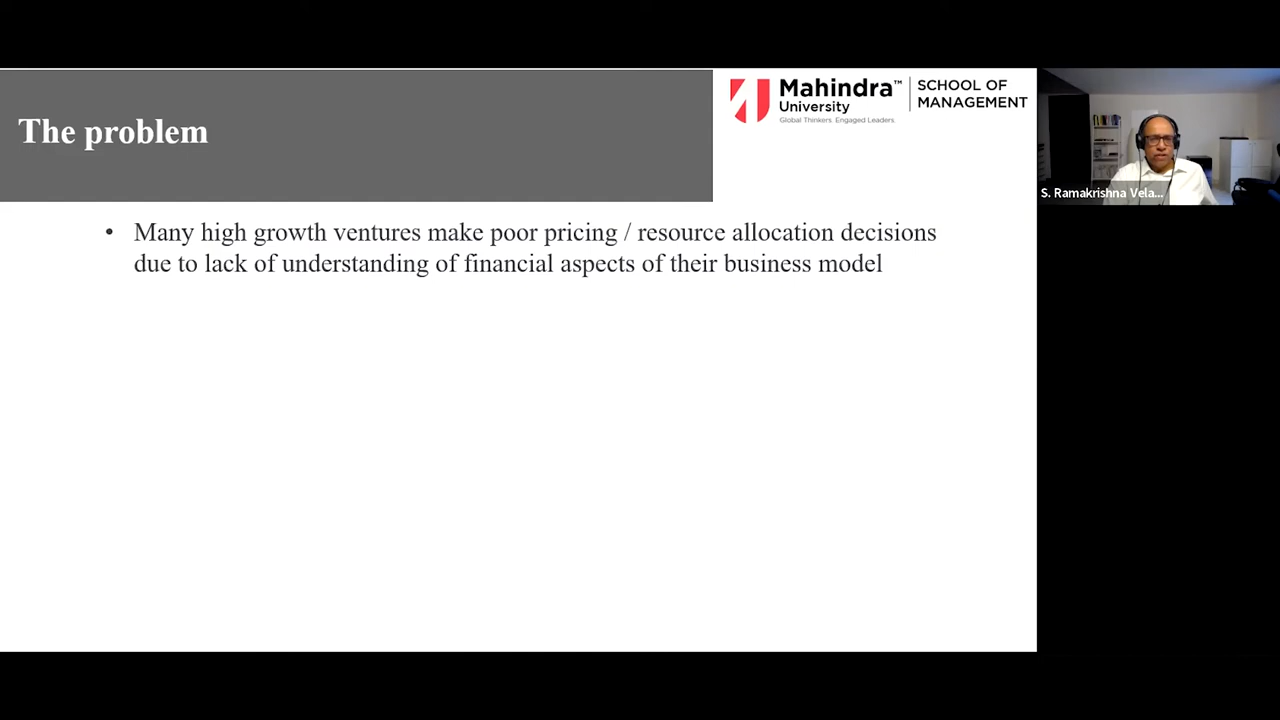 The problem
Mahindra™
University
Global Thinkers. Engaged Leaders.
SCHOOL OF
MANAGEMENT
S. Ramakrishna Vela...
• Many high growth ventures make poor pricing / resource allocation decisions
due to lack of understanding of financial aspects of their business model